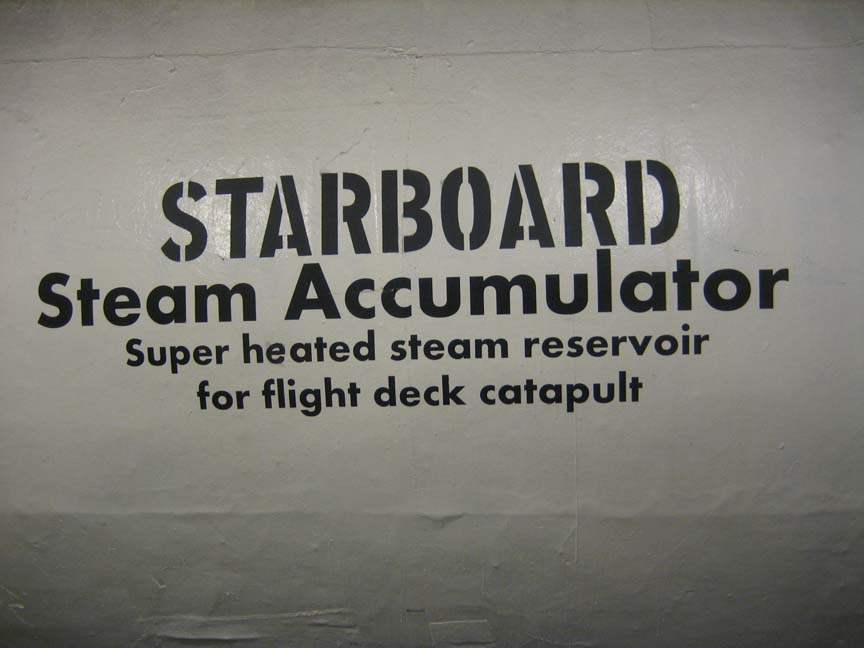 STARBOARD
Steam Accumulator
Super heated steam reservoir
for flight deck catapult